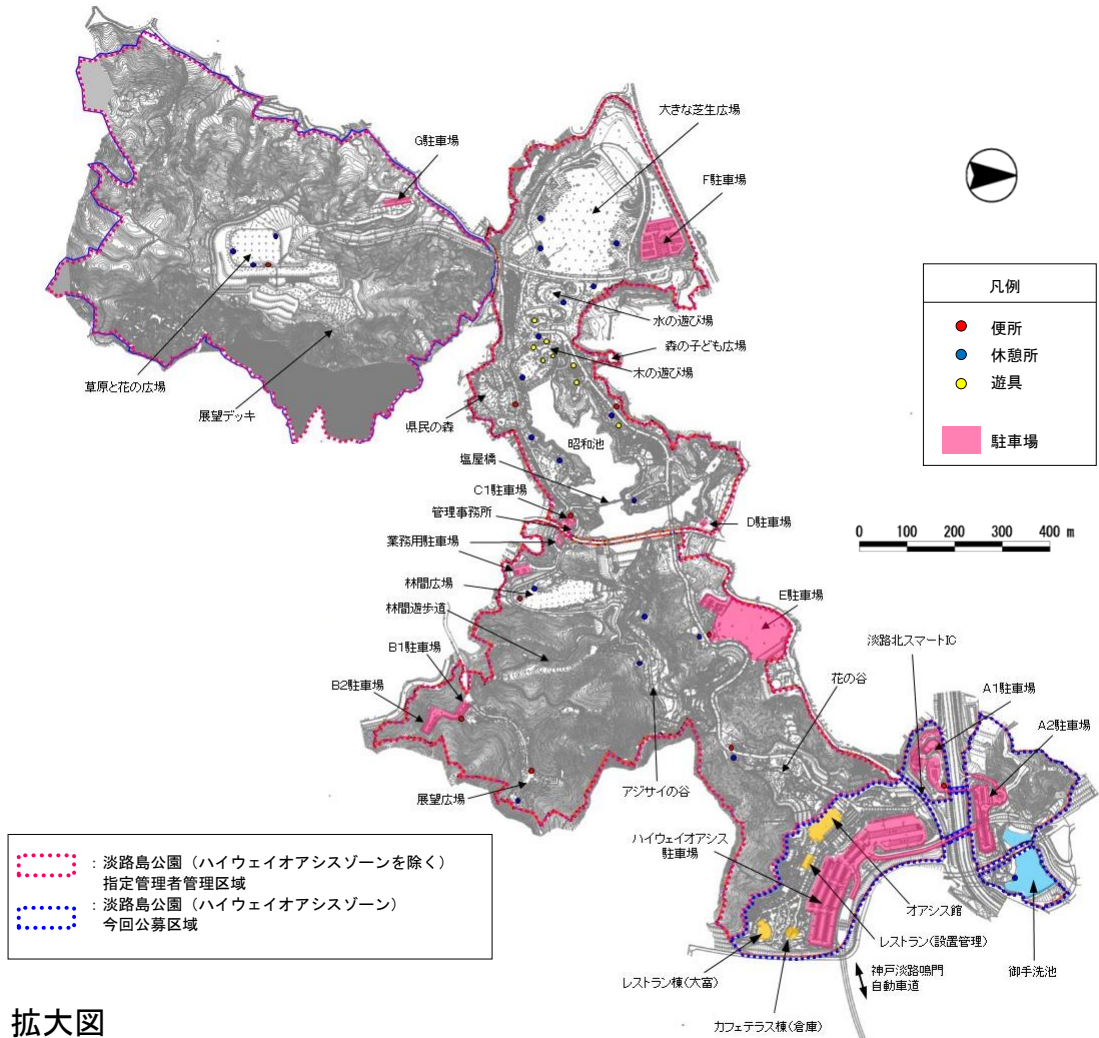 大きな芝生広場
G駐車場
F駐車場
凡例
便所
休憩所
遊具
駐車場
水の遊び場
森の子ども広場
木の遊び場
草原と花の広場
展望デッキ
県民の森
昭和池
塩屋橋
C1駐車場
管理事務所
D駐車場
業務用駐車場
0 100 200 300 400 m
林間広場
E駐車場
林間遊歩道
淡路北スマートIC
B1駐車場
花の谷
A1駐車場
B2駐車場
A2駐車場
展望広場
アジサイの谷
ハイウェイオアシス
駐車場
:淡路島公園(ハイウェイオアシスゾーンを除く)
指定管理者管理区域
:淡路島公園(ハイウェイオアシスゾーン)
今回公募区域
オアシス館
レストラン(設置管理)
レストラン棟(大富)
神戸淡路鳴門
自動車道
御手洗池
カフェテラス棟(倉庫)
拡大図